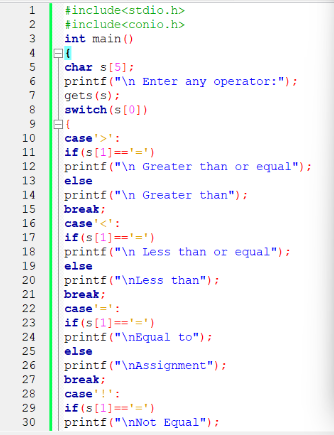 1 #include<stdio.h>
2 #include<conio.h>
3 int main()
4 {
5 char s[5];
6 printf("\n Enter any operator:");
7 gets(s);
8 switch(s[0])
9 {
10 case'>':
11 if(s[1]=='=')
12 printf("\n Greater than or equal");
13 else
14 printf("\n Greater than");
15 break;
16 case'<':
17 if(s[1]=='=')
18 printf("\n Less than or equal");
19 else
20 printf("\nLess than");
21 break;
22 case'=':
23 if(s[1]=='=')
24 printf("\nEqual to");
25 else
26 printf("\nAssignment");
27 break;
28 case'!':
29 if(s[1]=='=')
30 printf("\nNot Equal");